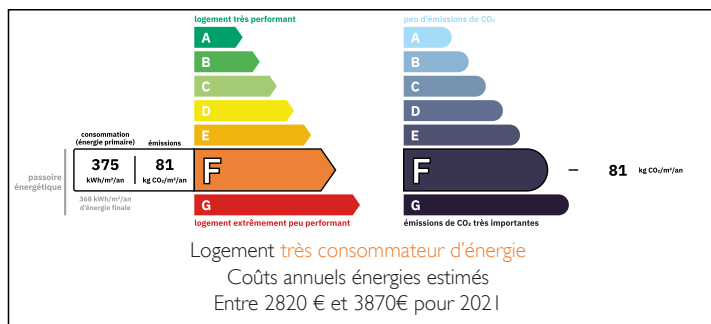 logement très performant
A
B
C
D
E
F
G
consommation
(énergie primaire)
émissions
375
kWh/m²/an
81
kg CO₂/m²/an
passoire
énergétique
368 kWh/m²/an
d'énergie finale
logement extrêmement peu performant
peu d'émissions de CO₂
A
B
C
D
E
F
G
81 kg CO₂/m²/an
émissions de CO₂ très importantes
Logement très consommateur d'énergie
Coûts annuels énergies estimés
Entre 2820 € et 3870€ pour 2021